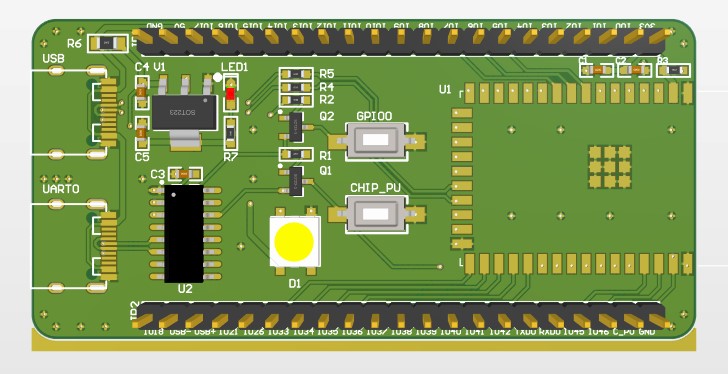 GND 5V IO17 IO16 IO15 IO14 IO13 IO12 IO11 IO10 IO9 IO8 IO7 IO6 IO5 IO4 IO3 IO2 IO1 IO0 3V3 3V3
R6
C1 C2 R3
USB
C4 V1 LED1
R5
R4
R2
U1
SOT223
Q2
GPIO0
C5
R7
R1
C3
Q1
UART0
CHIP_PU
U2
D1
JP2
IO18 USB- USB+ IO21 IO26 IO33 IO34 IO35 IO36 IO37 IO38 IO39 IO40 IO41 IO42 TXD0 RXD0 IO45 IO46 C_PU GND